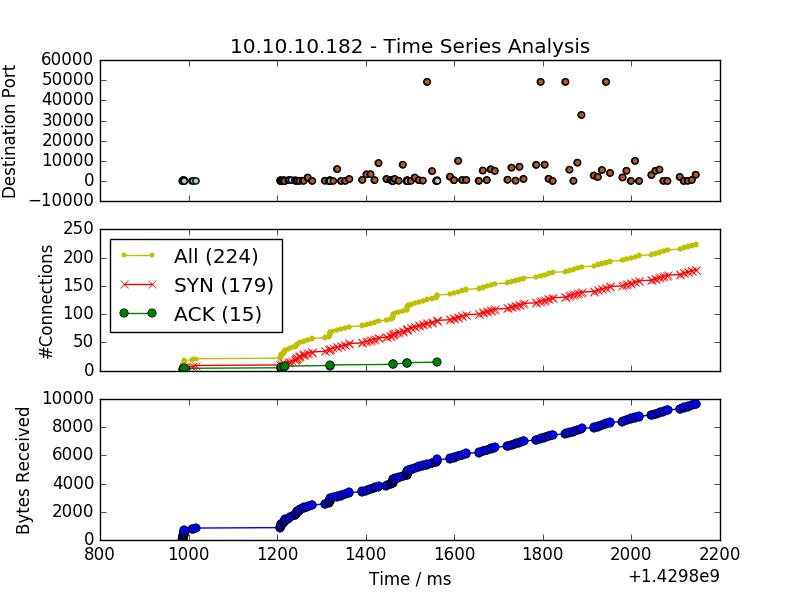 10.10.10.182 - Time Series Analysis
Destination Port
60000
50000
40000
30000
20000
10000
0
−10000
#Connections
250
200
150
100
50
0
All (224)
SYN (179)
ACK (15)
Bytes Received
10000
8000
6000
4000
2000
0
800 1000 1200 1400 1600 1800 2000 2200
Time / ms
+1.4298e9